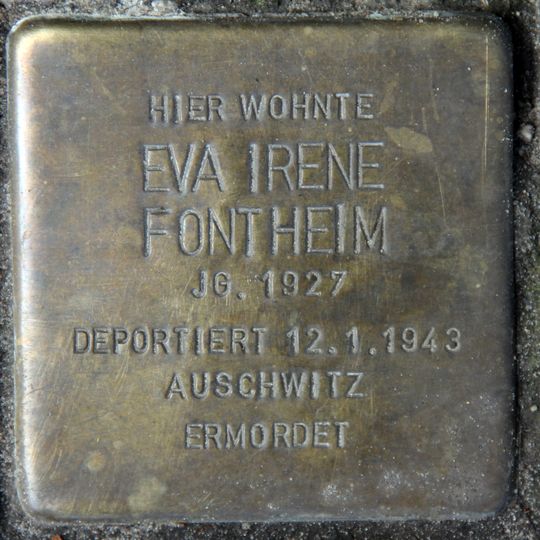 HIER WOHNTE
EVA IRENE
FONTHEIM
JG. 1927
DEPORTIERT 12.1.1943
AUSCHWITZ
ERMORDET